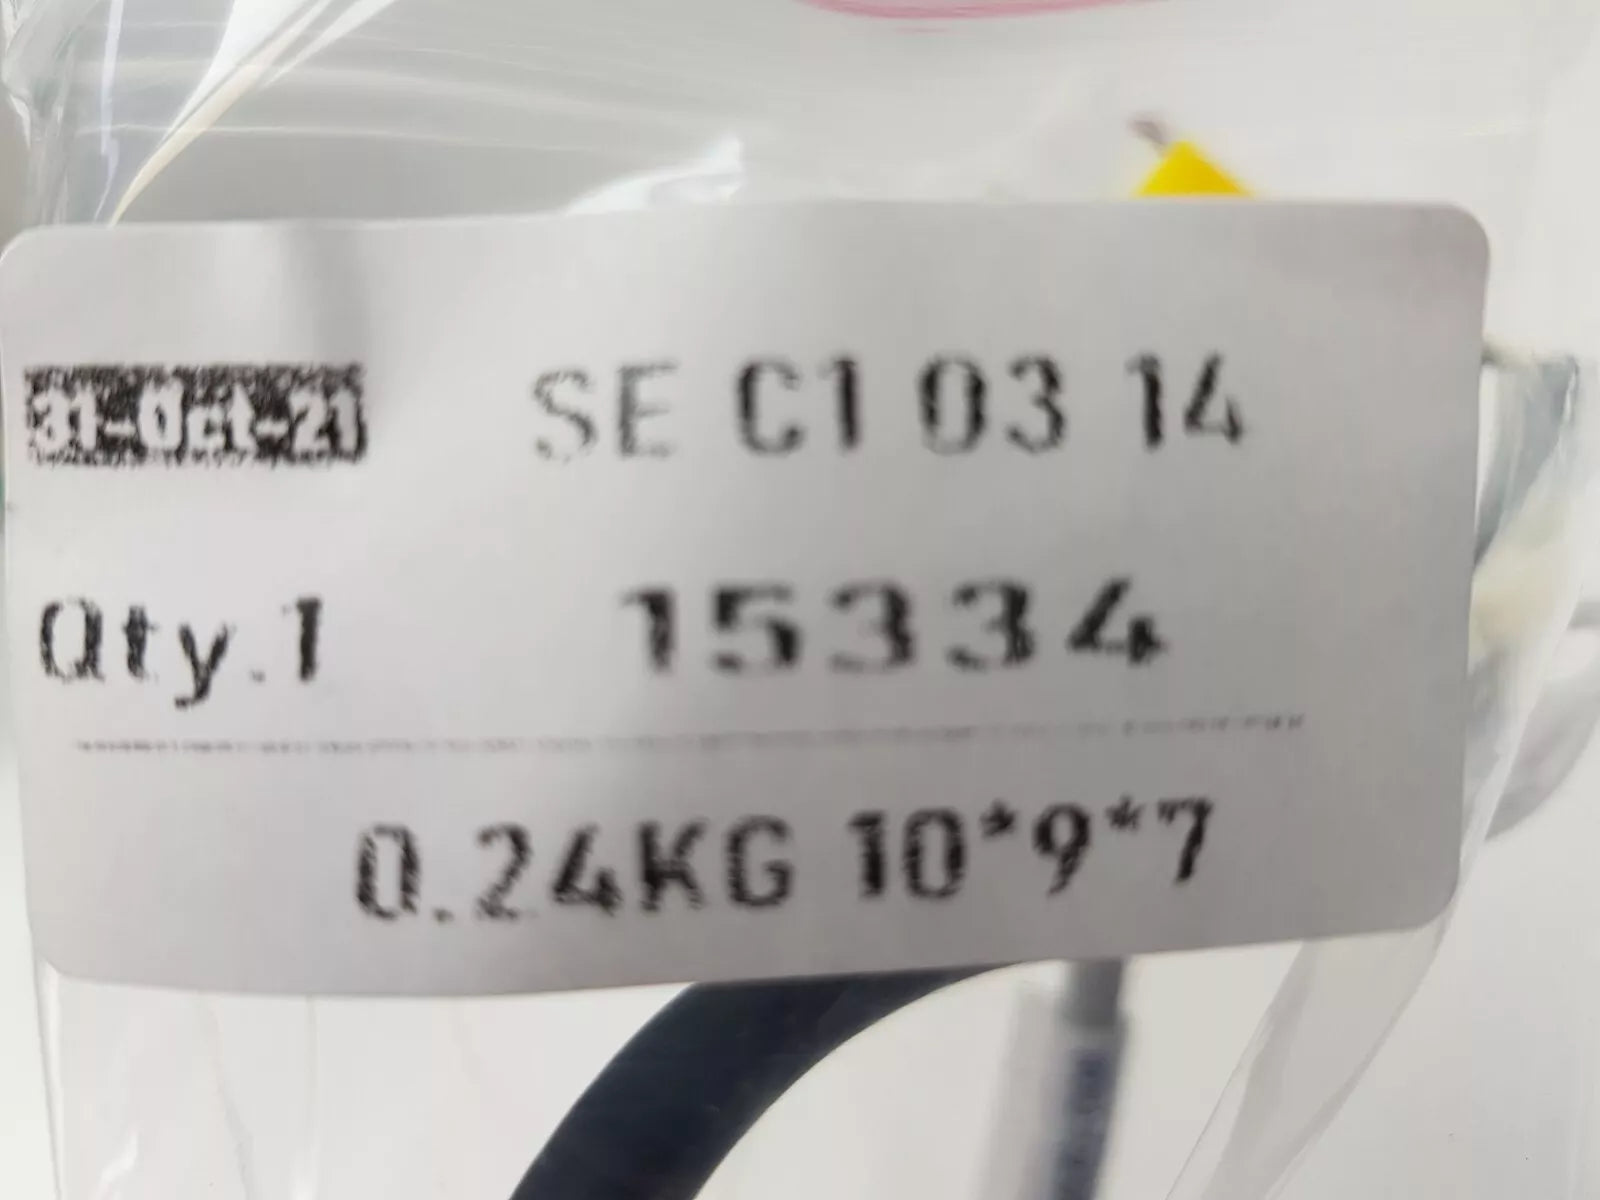 31-Oct-21 SE C1 03 14
Qty.1 15334
0.24KG 10*9*7